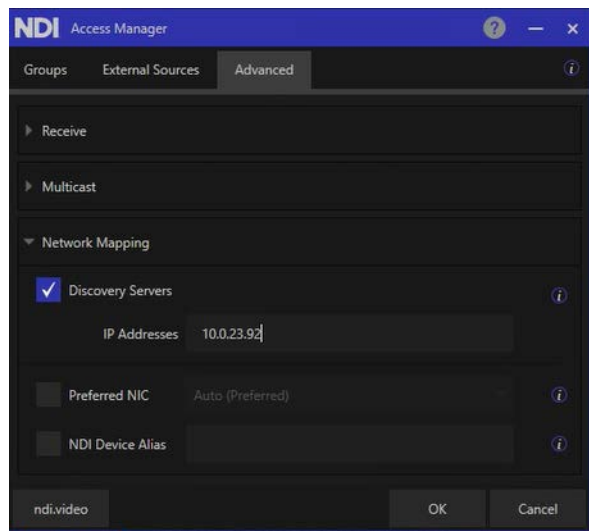 NDI Access Manager ?
Groups External Sources Advanced i
Receive
Multicast
Network Mapping
Discovery Servers i
IP Addresses 10.0.23.92
Preferred NIC Auto (Preferred) i
NDI Device Alias i
ndi.video OK Cancel